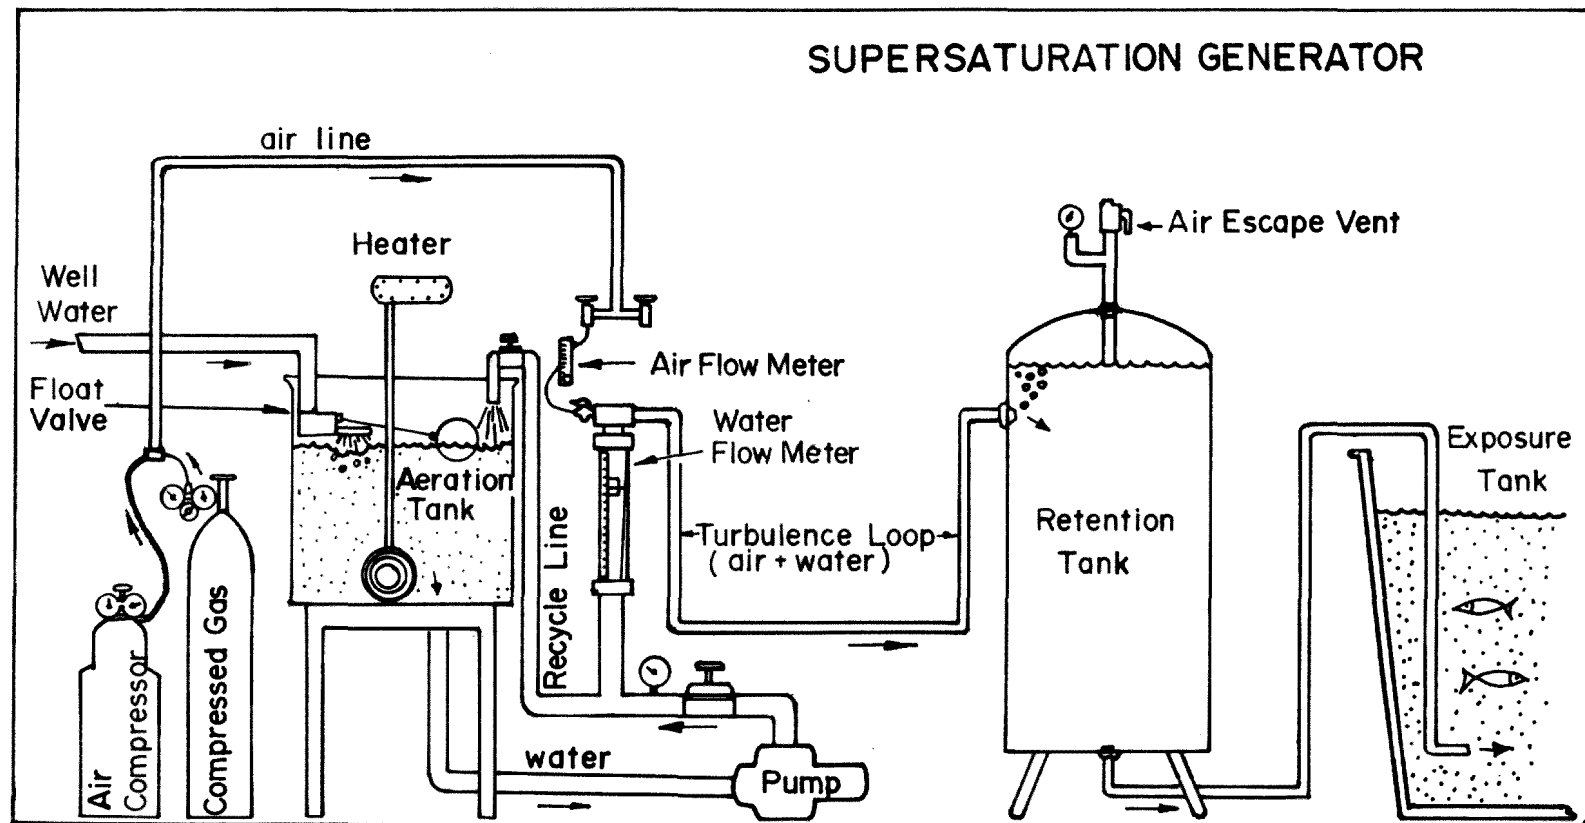 SUPERSATURATION GENERATOR
air line
Heater
Air Escape Vent
Well
Water
Air Flow Meter
Float
Valve
Water
Flow Meter
Exposure
Tank
Aeration
Tank
Retention
Tank
Turbulence Loop
(air + water)
Recycle Line
Air
Compressor
Compressed Gas
water
Pump